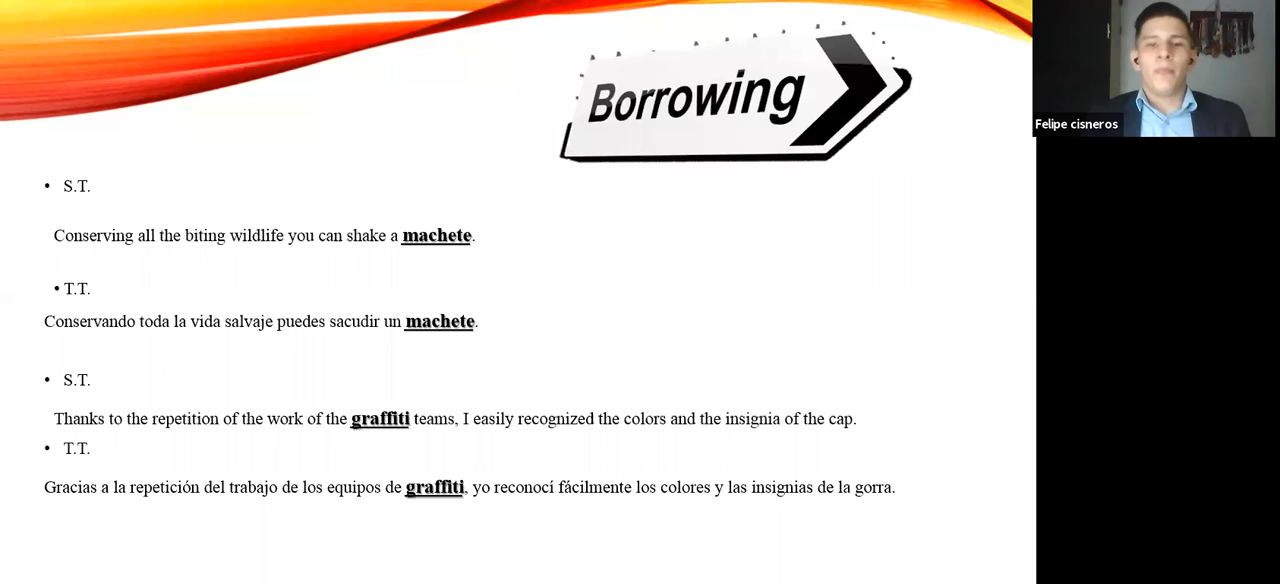 Borrowing
Felipe cisneros
• S.T.
Conserving all the biting wildlife you can shake a machete.
• T.T.
Conservando toda la vida salvaje puedes sacudir un machete.
• S.T.
Thanks to the repetition of the work of the graffiti teams, I easily recognized the colors and the insignia of the cap.
• T.T.
Gracias a la repetición del trabajo de los equipos de graffiti, yo reconocí fácilmente los colores y las insignias de la gorra.